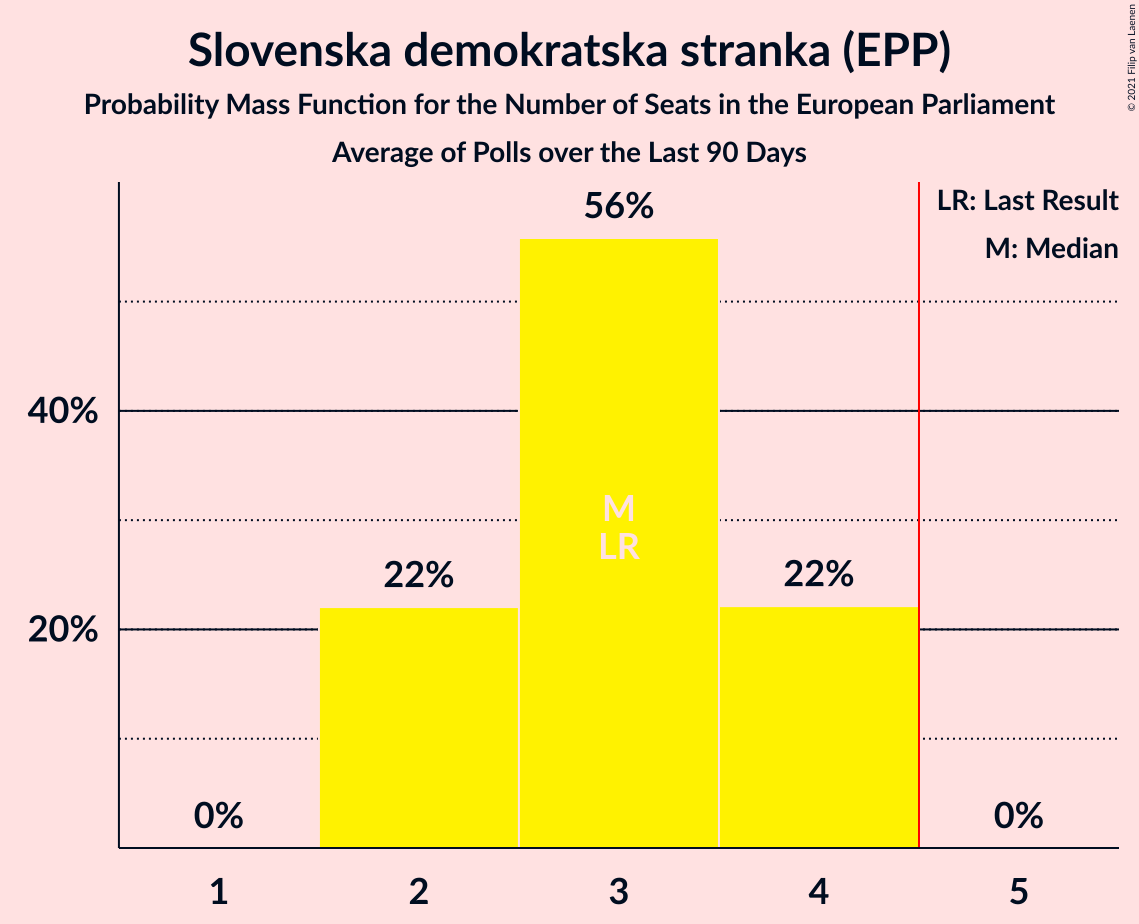 Slovenska demokratska stranka (EPP)
Probability Mass Function for the Number of Seats in the European Parliament
Average of Polls over the Last 90 Days
© 2021 Filip van Laenen
LR: Last Result
M: Median
56%
40%
M
LR
22%
22%
20%
0%
0%
1
2
3
4
5